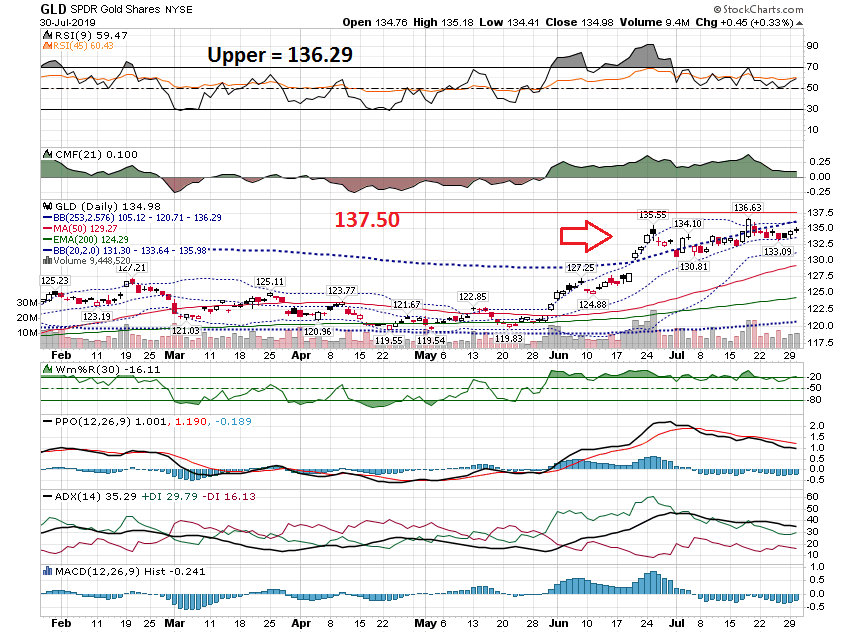 GLD SPDR Gold Shares NYSE
© StockCharts.com
30-Jul-2019
Open 134.76 High 135.18 Low 134.41 Close 134.98 Volume 9.4M Chg +0.45 (+0.33%)
RSI(9) 59.47
RSI(45) 60.43
Upper = 136.29
90
70
50
30
10
CMF(21) 0.100
0.25
0.00
-0.25
GLD (Daily) 134.98
BB(253,2.576) 105.12 - 120.71 - 136.29
MA(50) 129.27
EMA(200) 124.29
BB(20,2.0) 131.30 - 133.64 - 135.98
Volume 9,448,520
137.50
125.23
123.19
127.21
121.03
125.11
120.96
123.77
119.55
121.67
119.54
122.85
119.83
127.25
124.88
135.55
134.10
130.81
136.63
133.09
137.5
135.0
132.5
130.0
127.5
125.0
122.5
120.0
117.5
30M
20M
10M
Feb 11 19 25 Mar 11 18 25 Apr 8 15 22 May 6 13 20 28 Jun 10 17 24 Jul 8 15 22 29
Wm%R(30) -16.11
-20
-50
-80
PPO(12,26,9) 1.001, 1.190, -0.189
2.0
1.5
1.0
0.5
0.0
-0.5
ADX(14) 35.29 +DI 29.79 -DI 16.13
60
50
40
30
20
10
MACD(12,26,9) Hist -0.241
1.0
0.5
0.0
-0.5
Feb 11 19 25 Mar 11 18 25 Apr 8 15 22 May 6 13 20 28 Jun 10 17 24 Jul 8 15 22 29